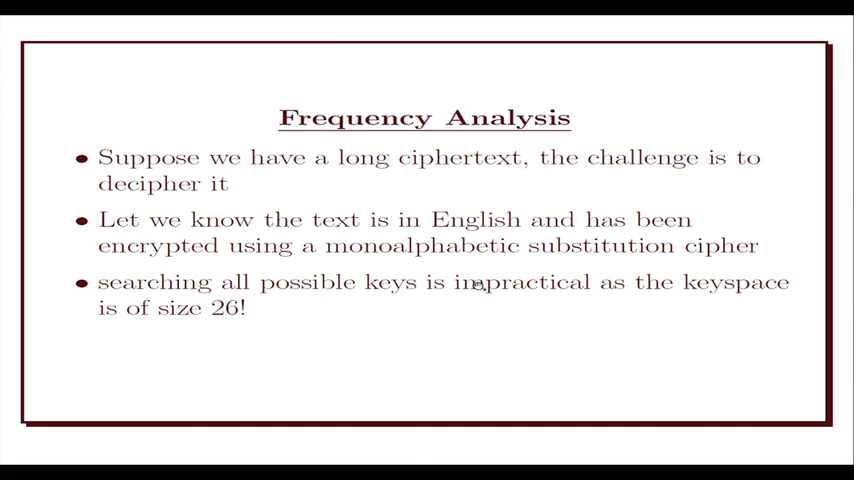 Frequency Analysis
• Suppose we have a long ciphertext, the challenge is to
decipher it
• Let we know the text is in English and has been
encrypted using a monoalphabetic substitution cipher
• searching all possible keys is impractical as the keyspace
is of size 26!